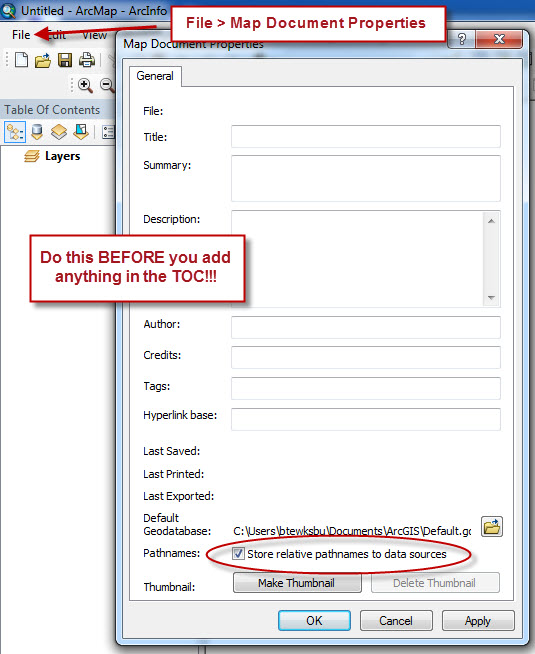 Untitled - ArcMap - ArcInfo
File > Map Document Properties
File Edit View
Map Document Properties
General
Table Of Contents
Layers
File:
Title:
Summary:
Description:
Do this BEFORE you add
anything in the TOC!!!
Author:
Credits:
Tags:
Hyperlink base:
Last Saved:
Last Printed:
Last Exported:
Default
Geodatabase:
C:\Users\btewksbu\Documents\ArcGIS\Default.gc
Pathnames:
Store relative pathnames to data sources
Thumbnail:
Make Thumbnail
Delete Thumbnail
OK
Cancel
Apply